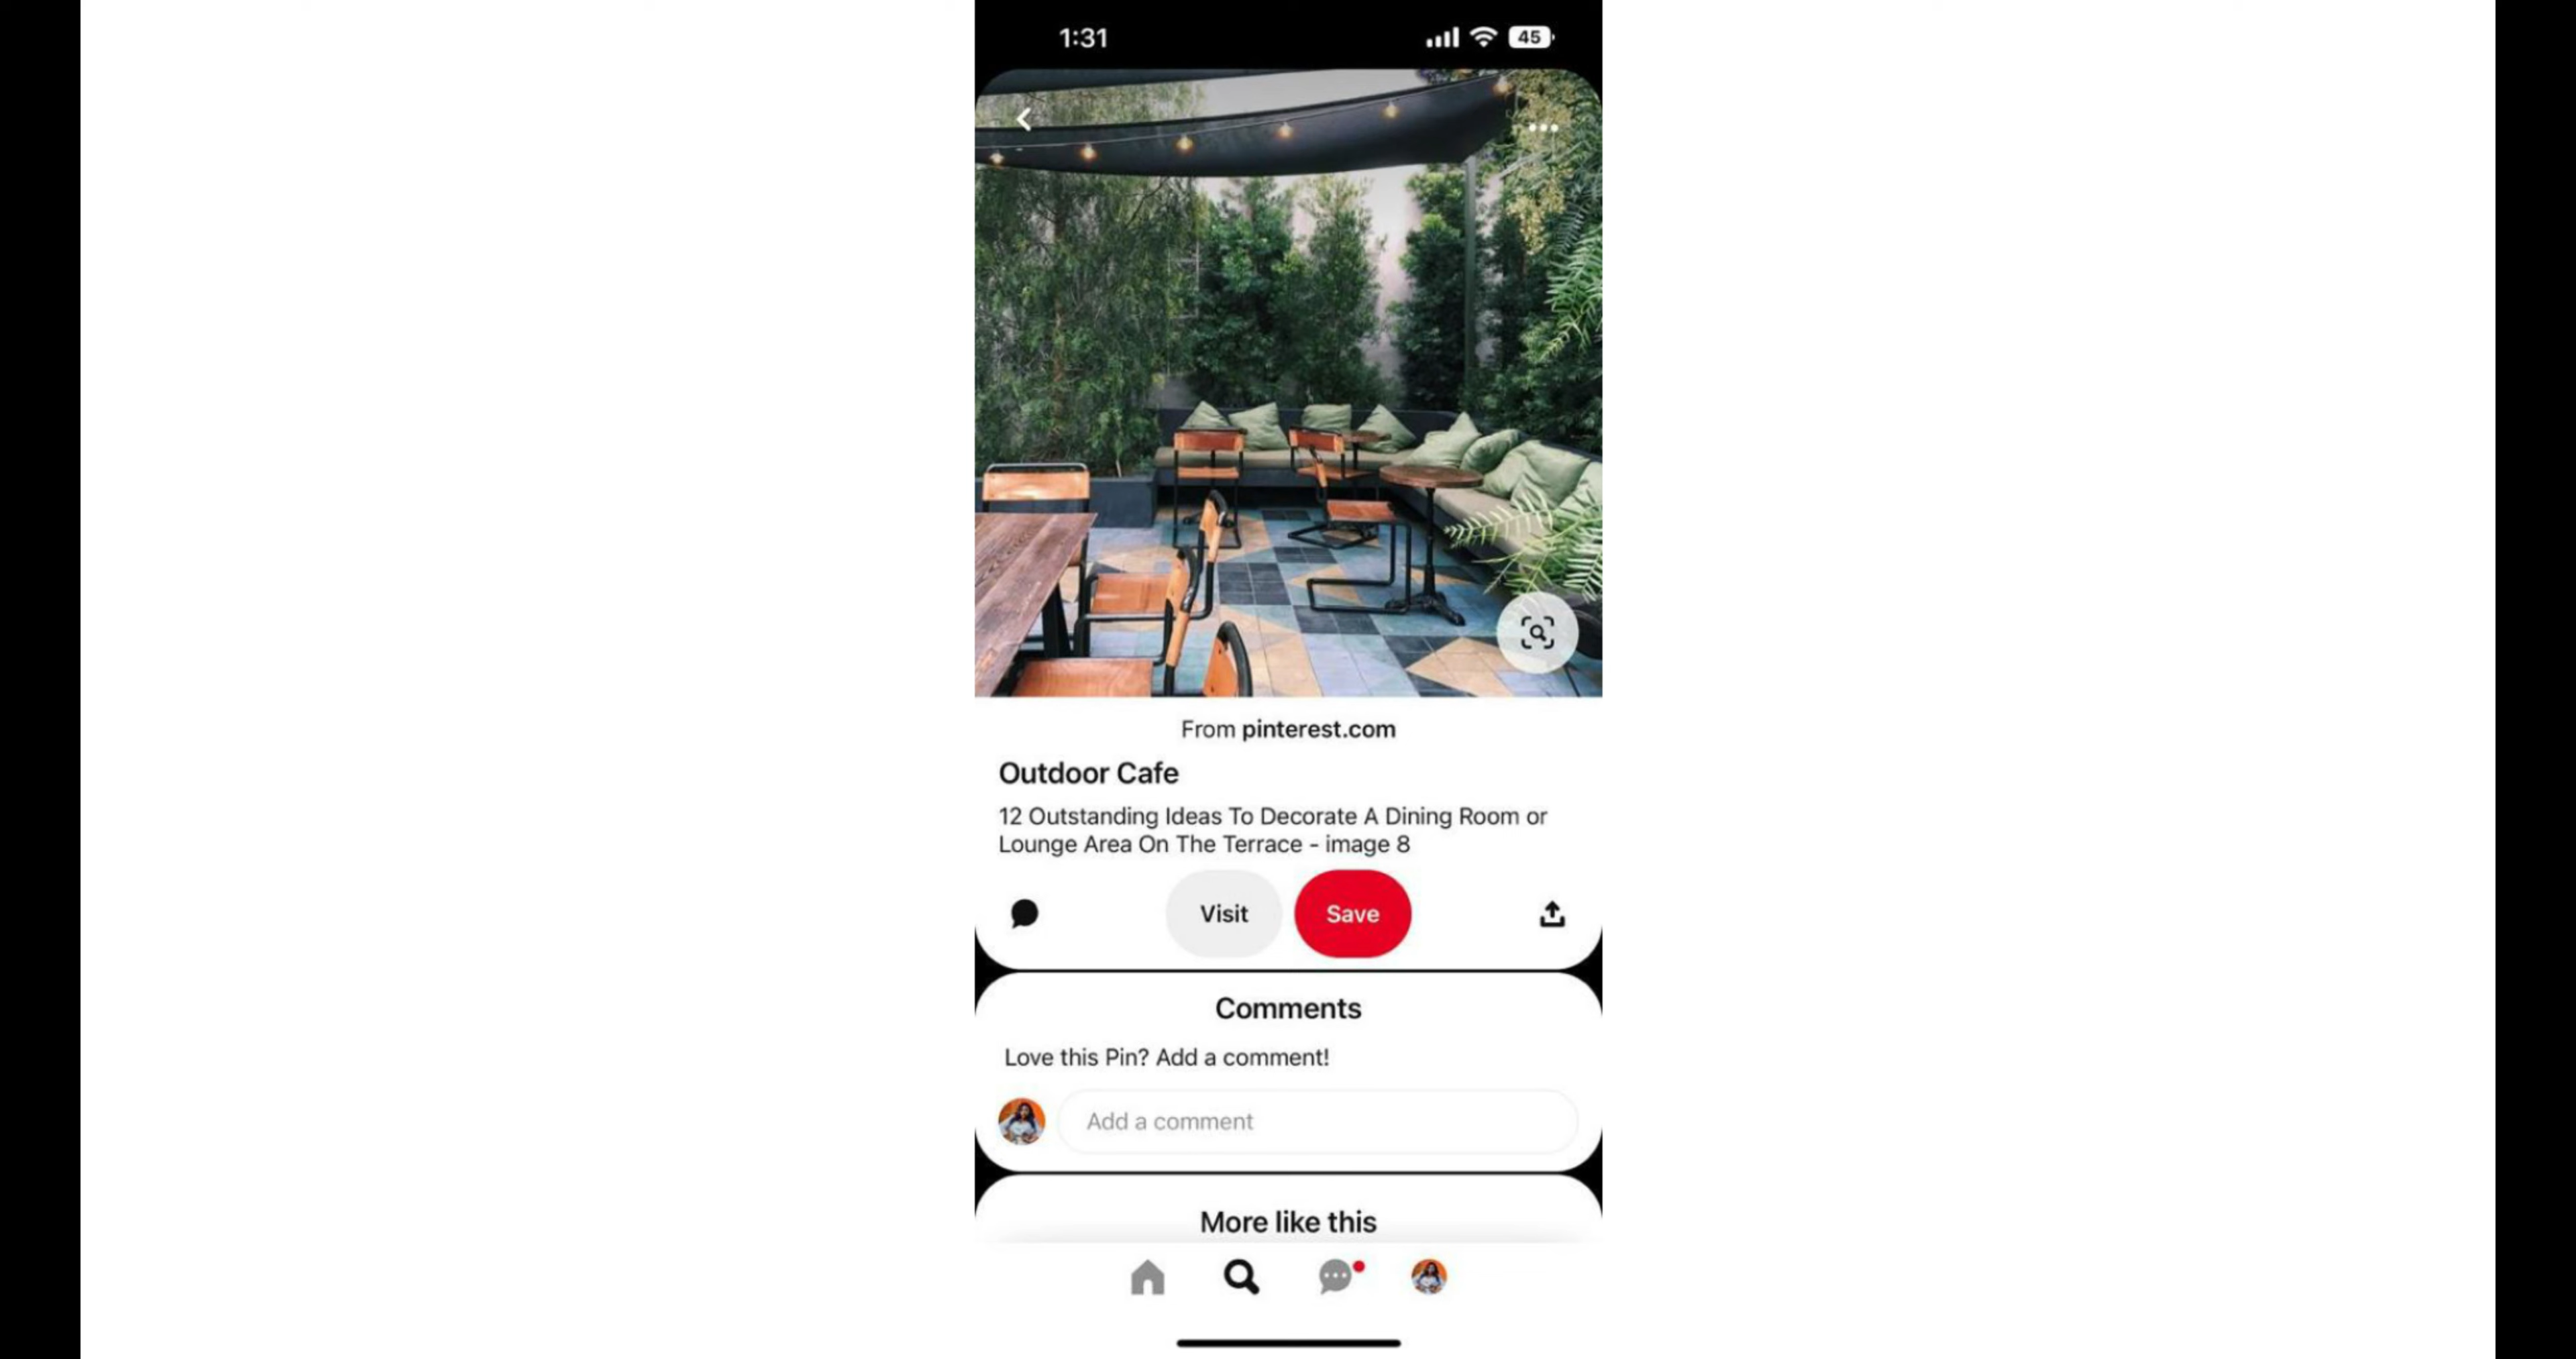 1:31
45
From pinterest.com
Outdoor Cafe
12 Outstanding Ideas To Decorate A Dining Room or
Lounge Area On The Terrace - image 8
Visit
Save
Comments
Love this Pin? Add a comment!
Add a comment
More like this